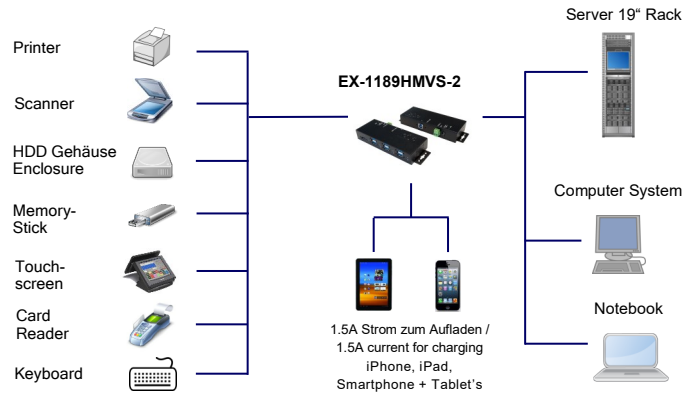 Server 19“ Rack
Printer
EX-1189HMVS-2
Scanner
HDD Gehäuse
Enclosure
Memory-
Stick
Computer System
Touch-
screen
Card
Reader
Notebook
1.5A Strom zum Aufladen /
1.5A current for charging
iPhone, iPad,
Smartphone + Tablet's
Keyboard